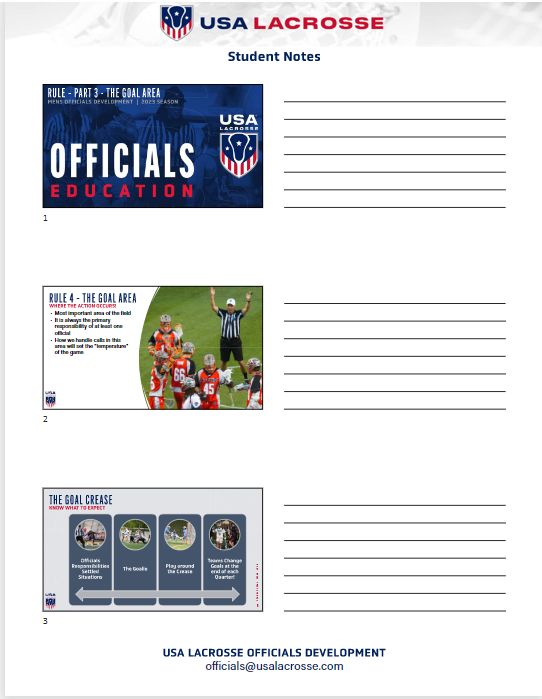 USA LACROSSE
Student Notes
RULE - PART 3 - THE GOAL AREA
MENS OFFICIALS DEVELOPMENT | 2023 SEASON
USA
LACROSSE
OFFICIALS
EDUCATION
1
RULE 4 - THE GOAL AREA
WHERE THE ACTION OCCURS!
• Most important area of the field
• It is always the primary
responsibility of at least one
official
• How we handle calls in this
area will set the "temperature"
of the game
66
45
USA
2
THE GOAL CREASE
KNOW WHAT TO EXPECT
Officials
Responsibilities
Settled
Situations
The Goalie
Play around
the Crease
Teams Change
Goals at the
end of each
Quarter!
USA
3
USA LACROSSE OFFICIALS DEVELOPMENT
officials@usalacrosse.com